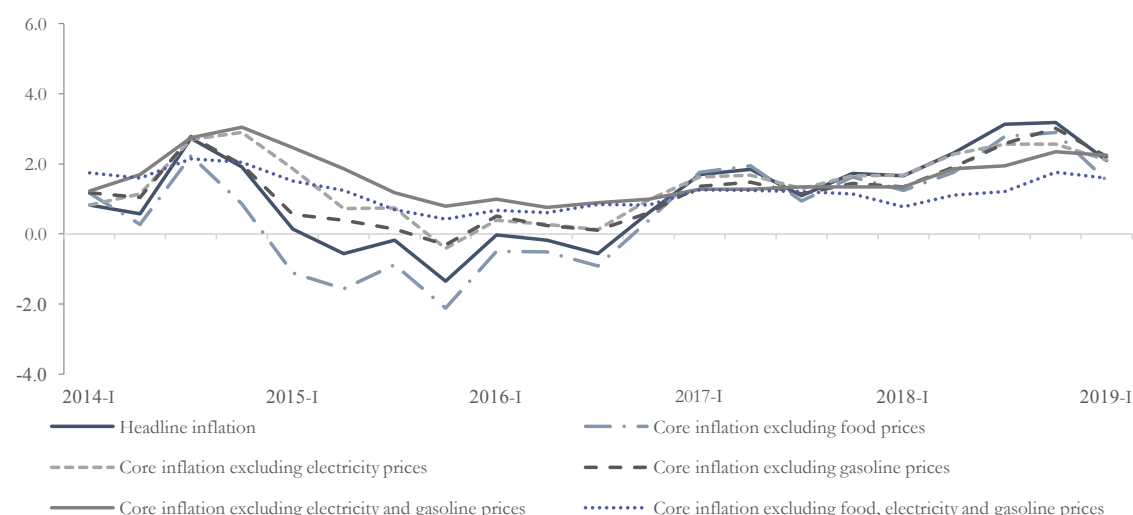 6.0
4.0
2.0
0.0
-2.0
-4.0
2014-I 2015-I 2016-I 2017-I 2018-I 2019-I
Headline inflation Core inflation excluding food prices
Core inflation excluding electricity prices Core inflation excluding gasoline prices
Core inflation excluding electricity and gasoline prices Core inflation excluding food, electricity and gasoline prices